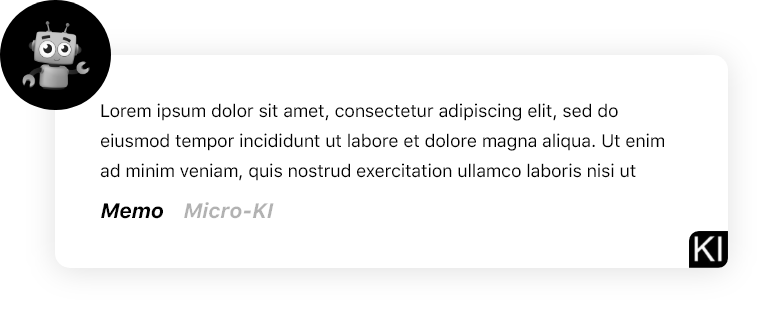 Lorem ipsum dolor sit amet, consectetur adipiscing elit, sed do
eiusmod tempor incididunt ut labore et dolore magna aliqua. Ut enim
ad minim veniam, quis nostrud exercitation ullamco laboris nisi ut
Memo Micro-KI
KI